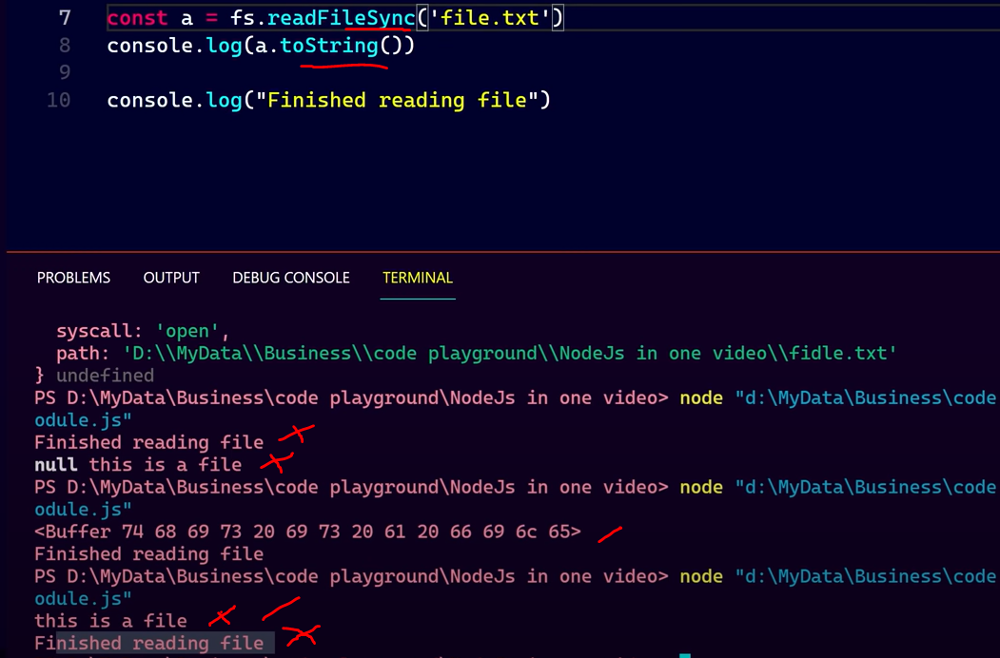 7 const a = fs.readFileSync('file.txt')
8 console.log(a.toString())
9
10 console.log("Finished reading file")
PROBLEMS OUTPUT DEBUG CONSOLE TERMINAL
syscall: 'open',
path: 'D:\\MyData\\Business\\code playground\\NodeJs in one video\\fidle.txt'
} undefined
PS D:\MyData\Business\code playground\NodeJs in one video> node "d:\MyData\Business\code
odule.js"
Finished reading file
null this is a file
PS D:\MyData\Business\code playground\NodeJs in one video> node "d:\MyData\Business\code
odule.js"
<Buffer 74 68 69 73 20 69 73 20 61 20 66 69 6c 65>
Finished reading file
PS D:\MyData\Business\code playground\NodeJs in one video> node "d:\MyData\Business\code
odule.js"
this is a file
Finished reading file